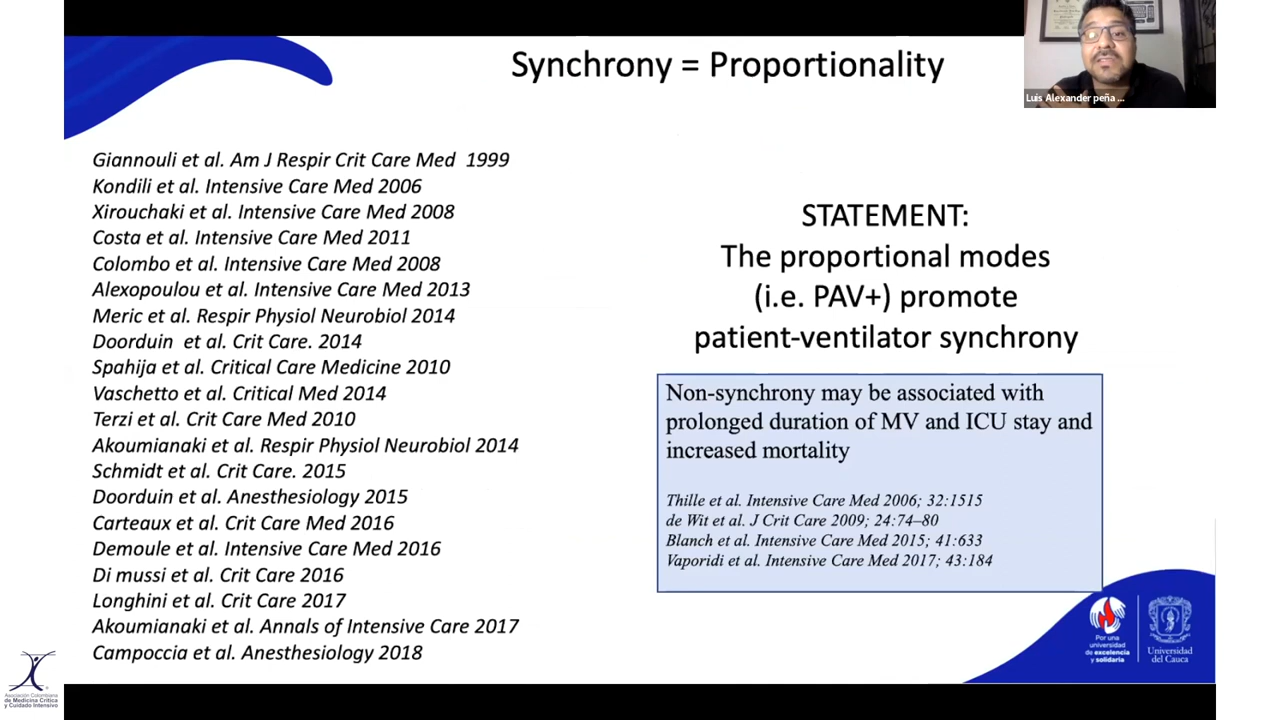 Synchrony = Proportionality
Luis Alexander peña ...
Giannouli et al. Am J Respir Crit Care Med 1999
Kondili et al. Intensive Care Med 2006
Xirouchaki et al. Intensive Care Med 2008
Costa et al. Intensive Care Med 2011
Colombo et al. Intensive Care Med 2008
Alexopoulou et al. Intensive Care Med 2013
Meric et al. Respir Physiol Neurobiol 2014
Doorduin et al. Crit Care. 2014
Spahija et al. Critical Care Medicine 2010
Vaschetto et al. Critical Med 2014
Terzi et al. Crit Care Med 2010
Akoumianaki et al. Respir Physiol Neurobiol 2014
Schmidt et al. Crit Care. 2015
Doorduin et al. Anesthesiology 2015
Carteaux et al. Crit Care Med 2016
Demoule et al. Intensive Care Med 2016
Di mussi et al. Crit Care 2016
Longhini et al. Crit Care 2017
Akoumianaki et al. Annals of Intensive Care 2017
Campoccia et al. Anesthesiology 2018
STATEMENT:
The proportional modes
(i.e. PAV+) promote
patient-ventilator synchrony
Non-synchrony may be associated with
prolonged duration of MV and ICU stay and
increased mortality
Thille et al. Intensive Care Med 2006; 32:1515
de Wit et al. J Crit Care 2009; 24:74–80
Blanch et al. Intensive Care Med 2015; 41:633
Vaporidi et al. Intensive Care Med 2017; 43:184
Por una
universidad
de excelencia
y solidaria
Universidad
del Cauca
Asociación Colombiana
de Medicina Crítica
y Cuidado Intensivo